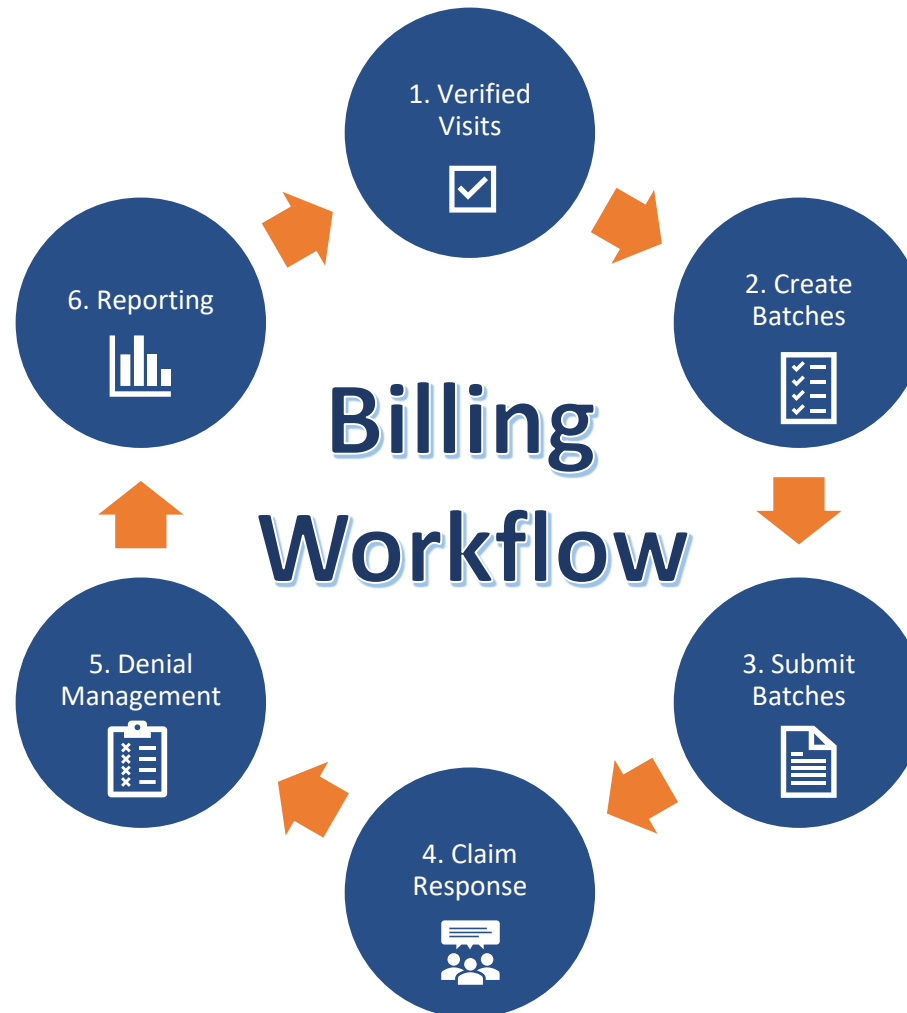 1. Verified
Visits
2. Create
Batches
3. Submit
Batches
4. Claim
Response
5. Denial
Management
6. Reporting
Billing
Workflow